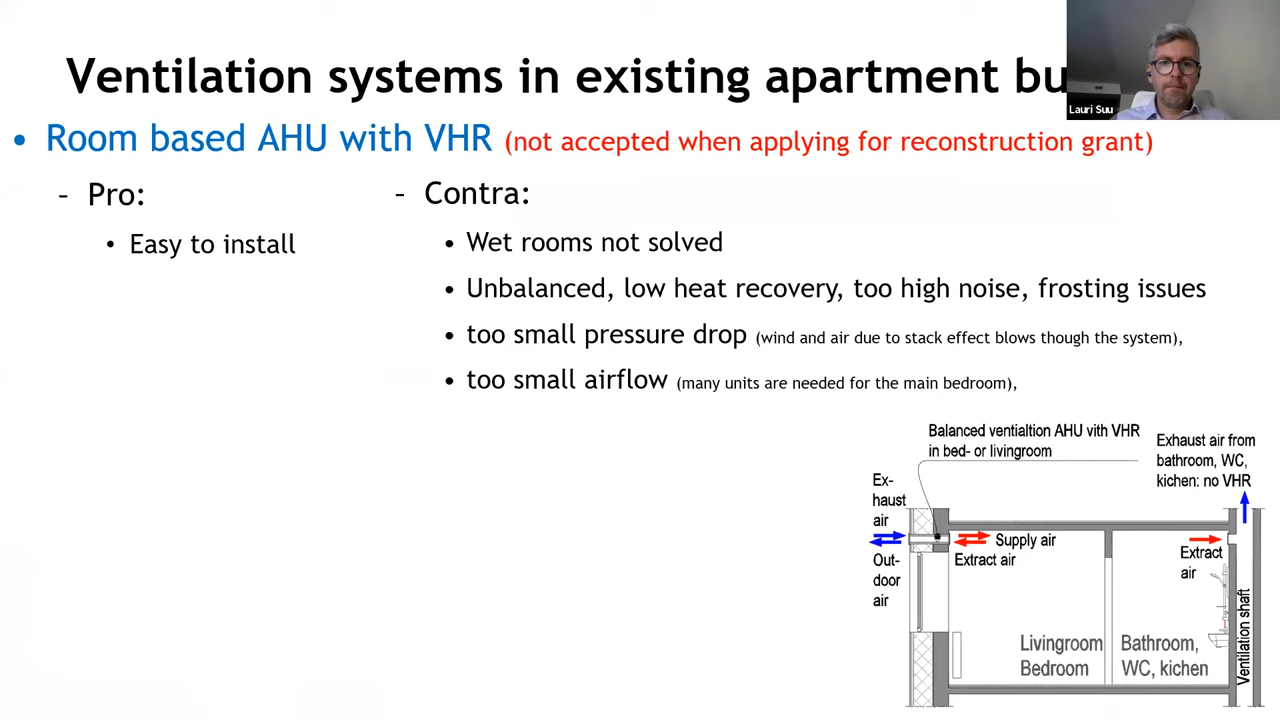 Ventilation systems in existing apartment bu
Lauri Suu
• Room based AHU with VHR (not accepted when applying for reconstruction grant)
– Pro:
• Easy to install
– Contra:
• Wet rooms not solved
• Unbalanced, low heat recovery, too high noise, frosting issues
• too small pressure drop (wind and air due to stack effect blows though the system),
• too small airflow (many units are needed for the main bedroom),
Balanced ventialtion AHU vith VHR
in bed- or livingroom
Exhaust air from
bathroom, WC,
kichen: no VHR
Ex-
haust
air
Out-
door
air
Supply air
Extract air
Extract
air
Livingroom
Bedroom
Bathroom,
WC, kichen
Ventilation shaft